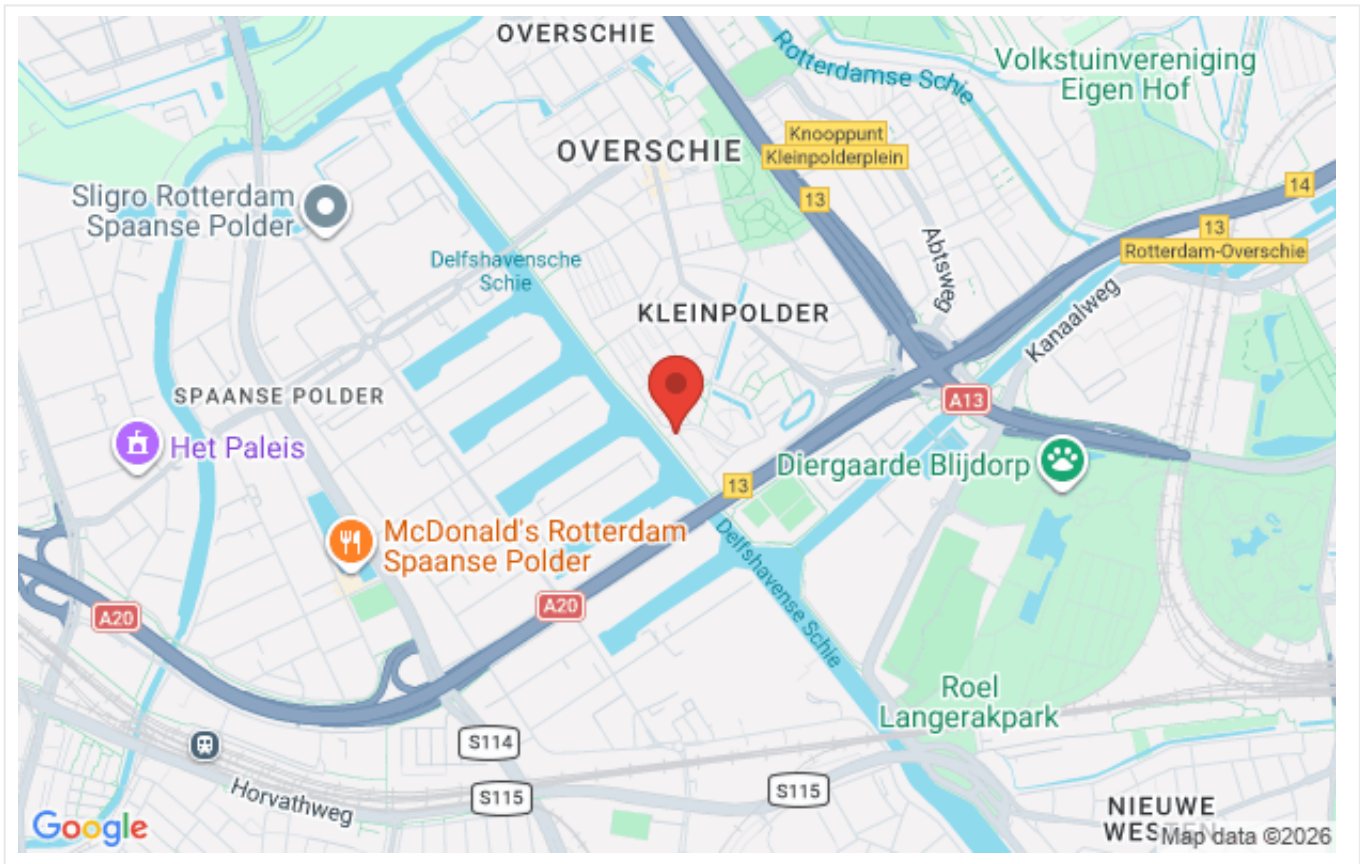 OVERSCHIE
Rotterdamse Schie
Volkstuinvereniging
Eigen Hof
Knooppunt
Kleinpolderplein
OVERSCHIE
13
14
Sligro Rotterdam
Spaanse Polder
13
Rotterdam-Overschie
Abtsweg
Delfshavensche
Schie
Kanaalweg
KLEINPOLDER
SPAANSE POLDER
A13
Het Paleis
Diergaarde Blijdorp
13
McDonald's Rotterdam
Spaanse Polder
Delfshavense Schie
A20
A20
Roel
Langerakpark
S114
Horvathweg
S115
S115
NIEUWE
WESTEN
Google
Map data ©2026